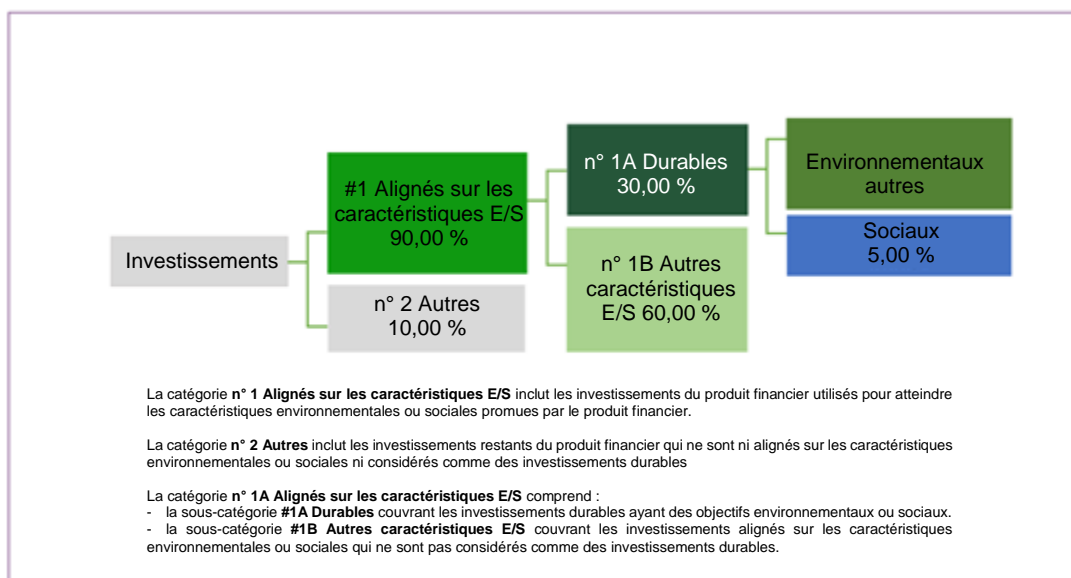 Investissements
#1 Alignés sur les
caractéristiques E/S
90,00 %
n° 2 Autres
10,00 %
n° 1A Durables
30,00 %
n° 1B Autres
caractéristiques
E/S 60,00 %
Environnementaux
autres
Sociaux
5,00 %
La catégorie n° 1 Alignés sur les caractéristiques E/S inclut les investissements du produit financier utilisés pour atteindre
les caractéristiques environnementales ou sociales promues par le produit financier.
La catégorie n° 2 Autres inclut les investissements restants du produit financier qui ne sont ni alignés sur les caractéristiques
environnementales ou sociales ni considérés comme des investissements durables
La catégorie n° 1A Alignés sur les caractéristiques E/S comprend :
- la sous-catégorie #1A Durables couvrant les investissements durables ayant des objectifs environnementaux ou sociaux.
- la sous-catégorie #1B Autres caractéristiques E/S couvrant les investissements alignés sur les caractéristiques
environnementales ou sociales qui ne sont pas considérés comme des investissements durables.